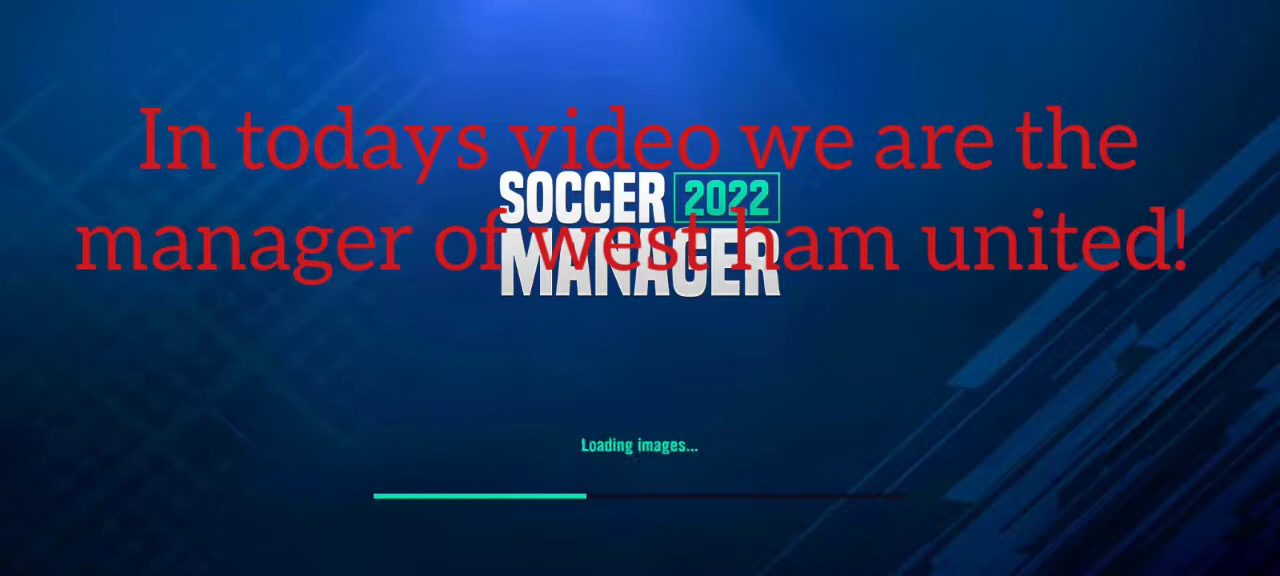 In todays video we are the
SOCCER 2022
manager of west ham united!
MANAGER
Loading images...